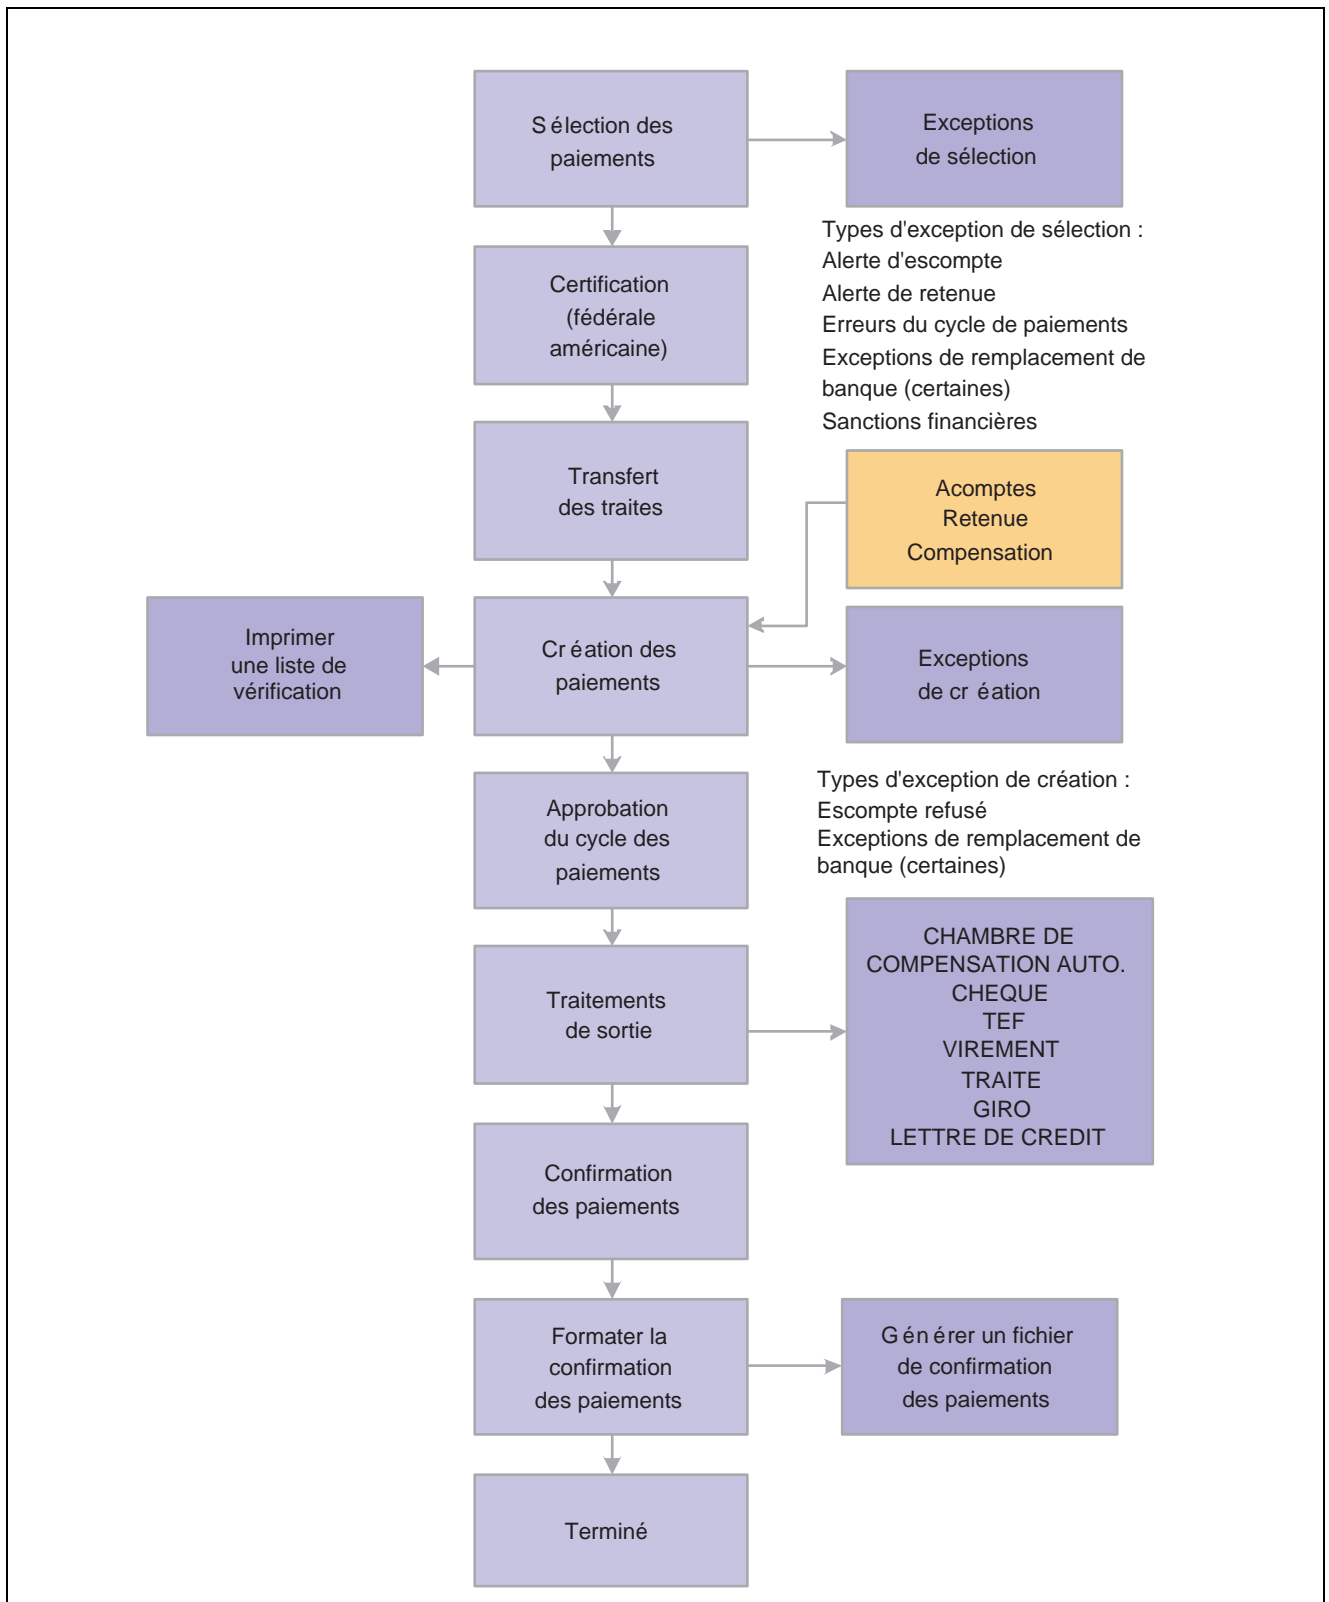 Sélection des
paiements
Exceptions
de sélection
Types d'exception de sélection :
Alerte d'escompte
Alerte de retenue
Erreurs du cycle de paiements
Exceptions de remplacement de
banque (certaines)
Sanctions financières
Certification
(fédérale
américaine)
Transfert
des traites
Acomptes
Retenue
Compensation
Imprimer
une liste de
vérification
Création des
paiements
Exceptions
de création
Types d'exception de création :
Escompte refusé
Exceptions de remplacement de
banque (certaines)
Approbation
du cycle des
paiements
Traitements
de sortie
CHAMBRE DE
COMPENSATION AUTO.
CHEQUE
TEF
VIREMENT
TRAITE
GIRO
LETTRE DE CREDIT
Confirmation
des paiements
Formater la
confirmation
des paiements
Générer un fichier
de confirmation
des paiements
Terminé